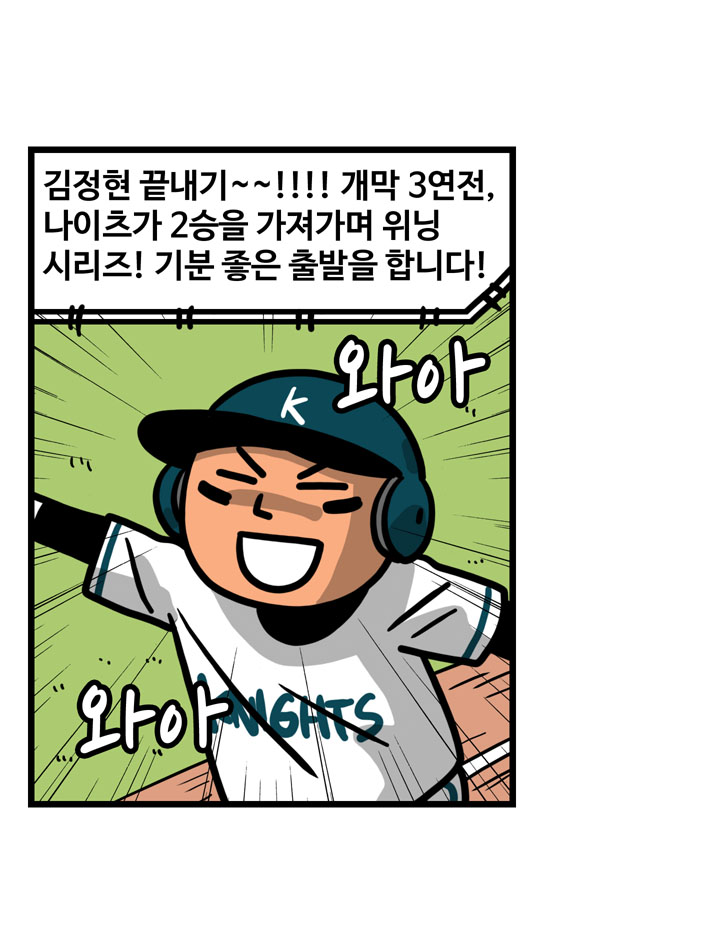 김정현 끝내기~~!!!! 개막 3연전,
나이츠가 2승을 가져가며 위닝
시리즈! 기분 좋은 출발을 합니다!
와아
K
와아
KNIGHTS